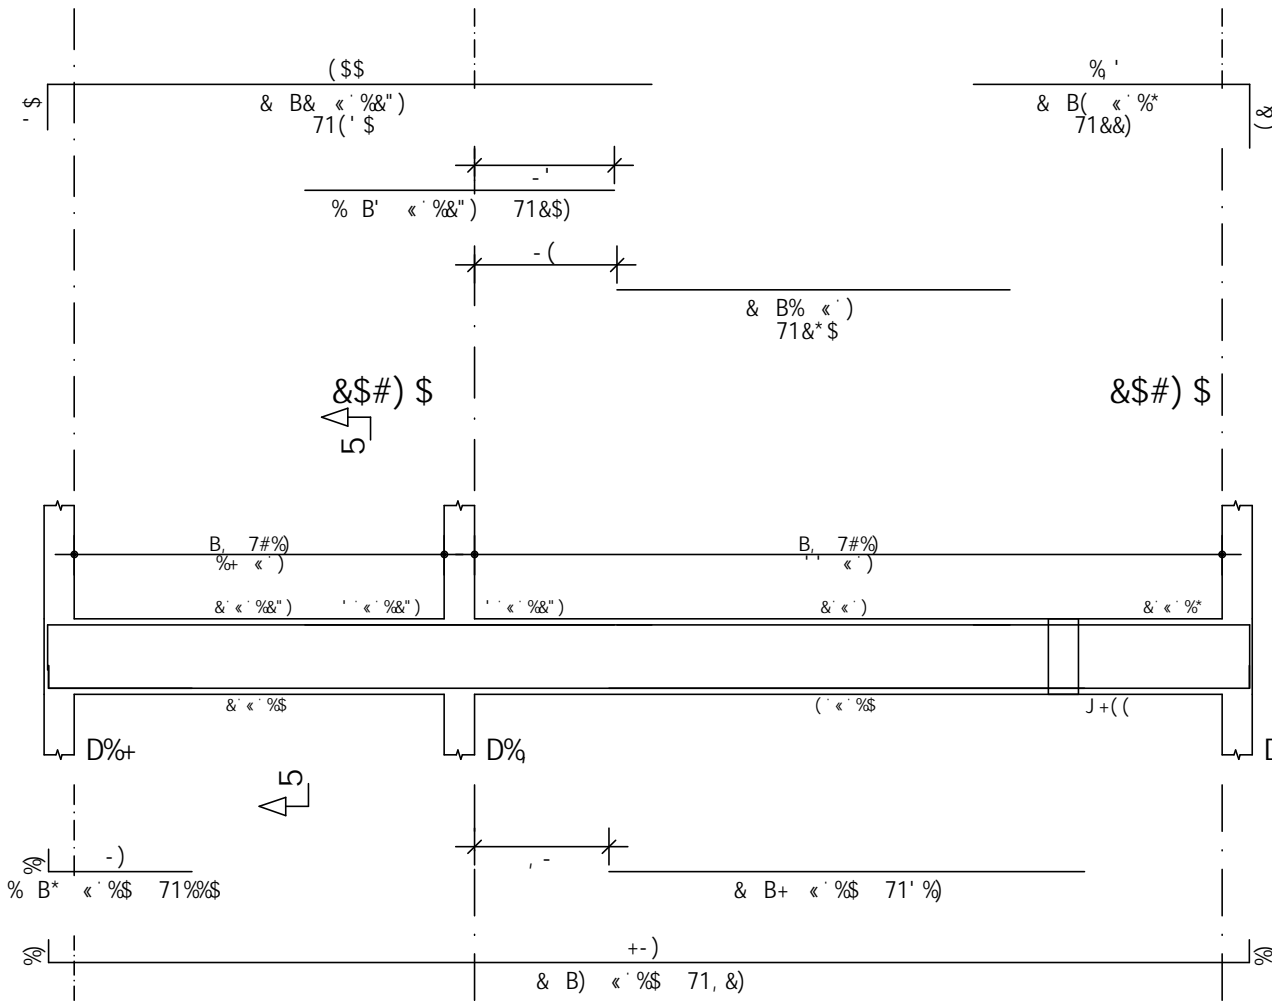 ($$
%,'
-$
& B& «˙%&")
71('$
& B( «˙%*
71&&)
(&
-'
% B' «˙%&") 71&$)
-(
& B% «˙)
71&*$
&$#)$
&$#)$
5
B, 7#%)
%+ «˙)
B, 7#%)
'' «˙)
&˙«˙%&")
'˙«˙%&")
'˙«˙%&")
&˙«˙)
&˙«˙%*
&˙«˙%$
(˙«˙%$
J+((
D%+
D%,
D
5
%)
-)
,-
% B* «˙%$ 71%%$
& B+ «˙%$ 71'%)
%)
+-)
%)
& B) «˙%$ 71,&)